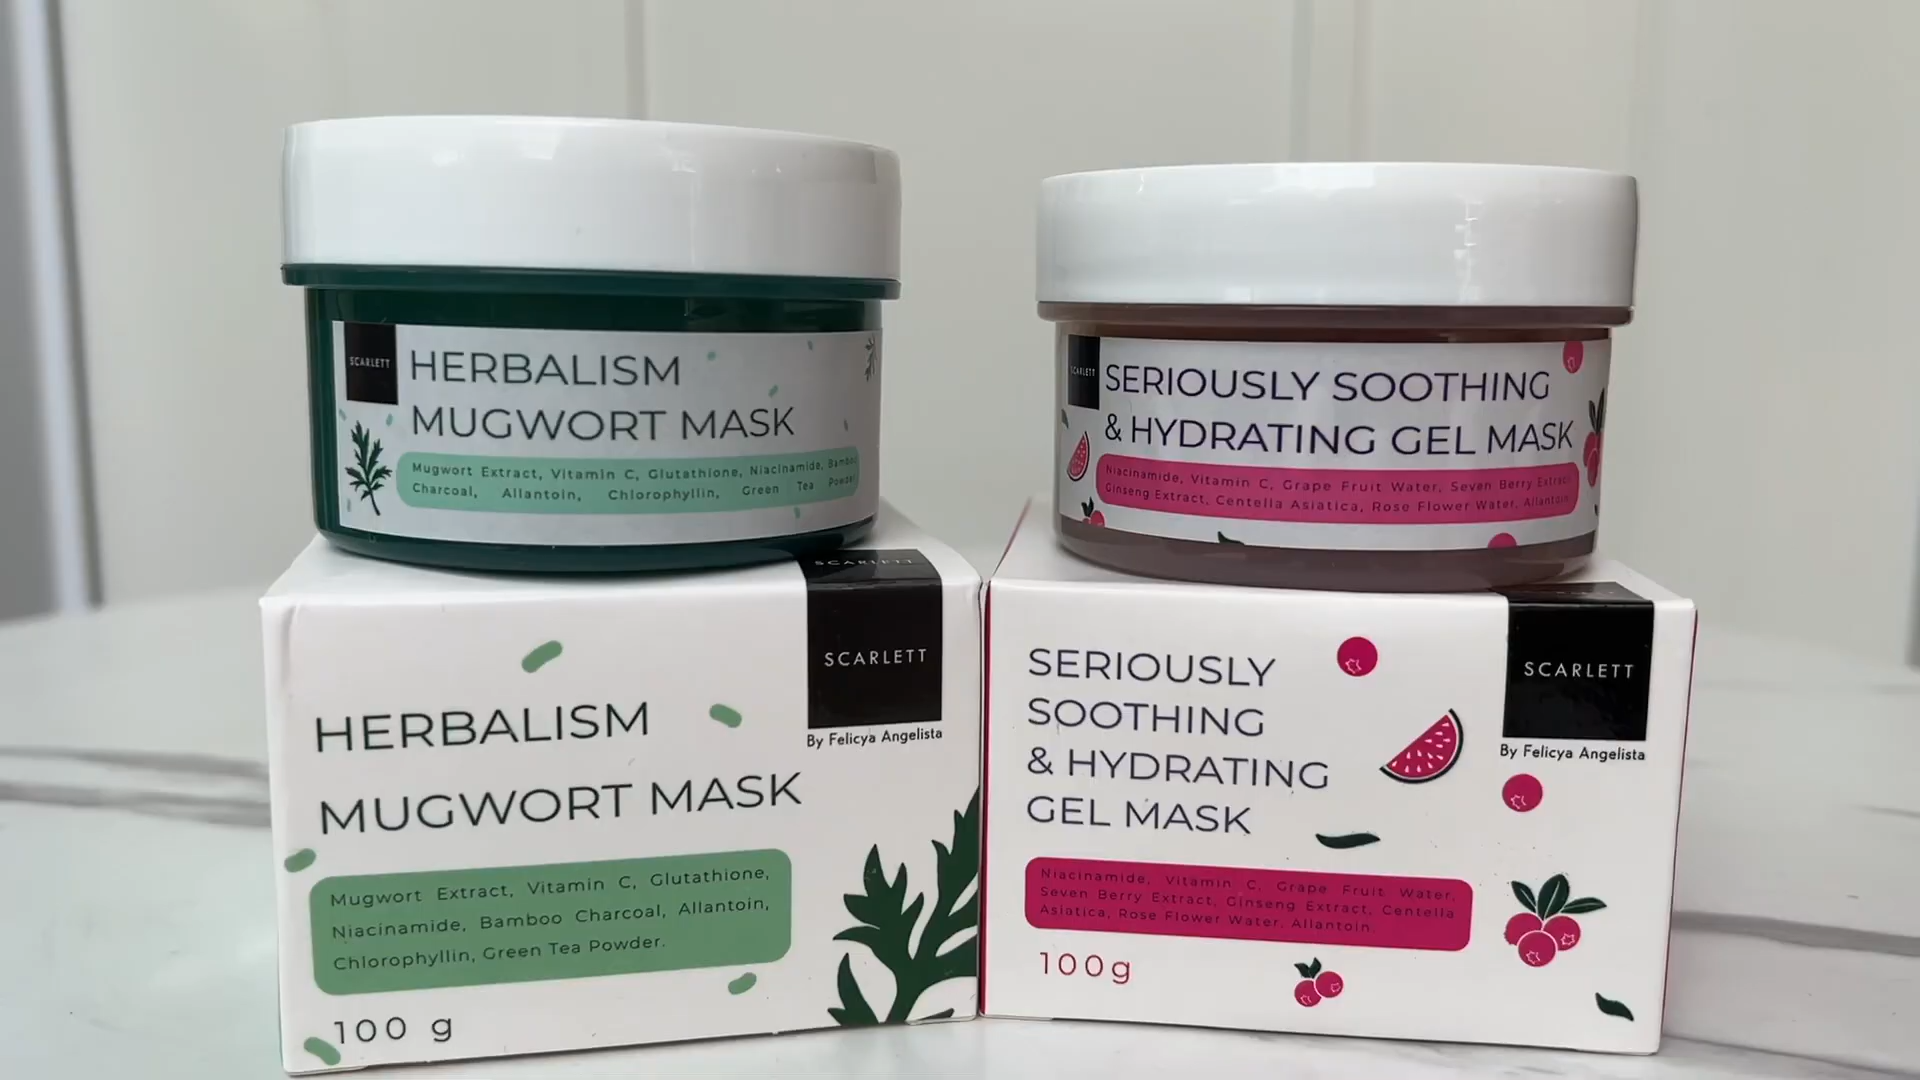 SCARLETT
HERBALISM
MUGWORT MASK
Mugwort Extract, Vitamin C, Glutathione, Niacinamide, Bamboo
Charcoal, Allantoin, Chlorophyllin, Green Tea Powder
SCARLETT
SERIOUSLY SOOTHING
& HYDRATING GEL MASK
Niacinamide, Vitamin C, Grape Fruit Water, Seven Berry Extract
Ginseng Extract, Centella Asiatica, Rose Flower Water, Allantoin
SCARLETT
SCARLETT
By Felicya Angelista
HERBALISM
MUGWORT MASK
Mugwort Extract, Vitamin C, Glutathione,
Niacinamide, Bamboo Charcoal, Allantoin,
Chlorophyllin, Green Tea Powder.
100 g
SCARLETT
By Felicya Angelista
SERIOUSLY
SOOTHING
& HYDRATING
GEL MASK
Niacinamide, Vitamin C, Grape Fruit Water,
Seven Berry Extract, Ginseng Extract, Centella
Asiatica, Rose Flower Water, Allantoin.
100g